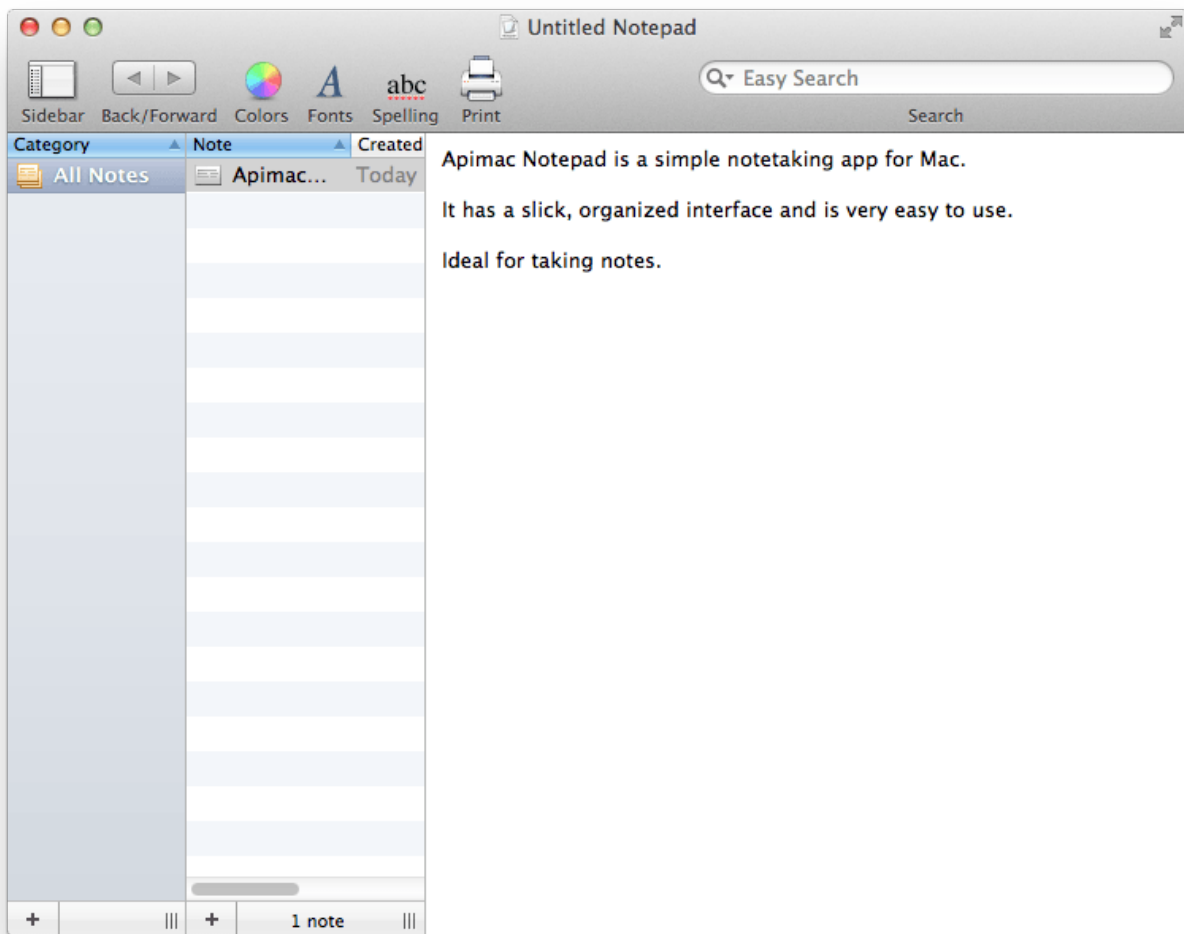 Untitled Notepad
abc
Easy Search
Sidebar Back/Forward Colors Fonts Spelling Print Search
Category Note Created
All Notes Apimac... Today
Apimac Notepad is a simple notetaking app for Mac.
It has a slick, organized interface and is very easy to use.
Ideal for taking notes.
+ + 1 note